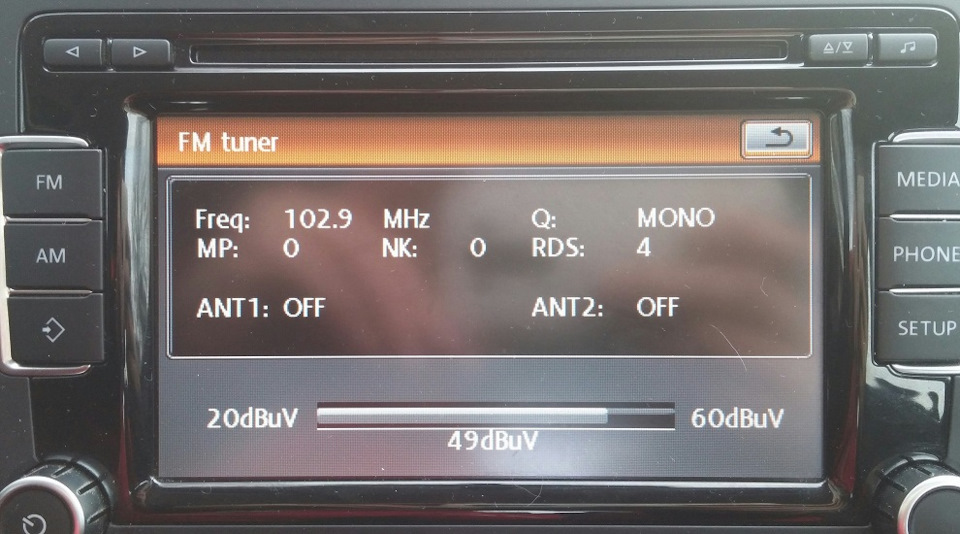 FM tuner
FM
AM
MEDIA
PHONE
SETUP
Freq: 102.9 MHz Q: MONO
MP: 0 NK: 0 RDS: 4
ANT1: OFF ANT2: OFF
20dBuV 60dBuV
49dBuV